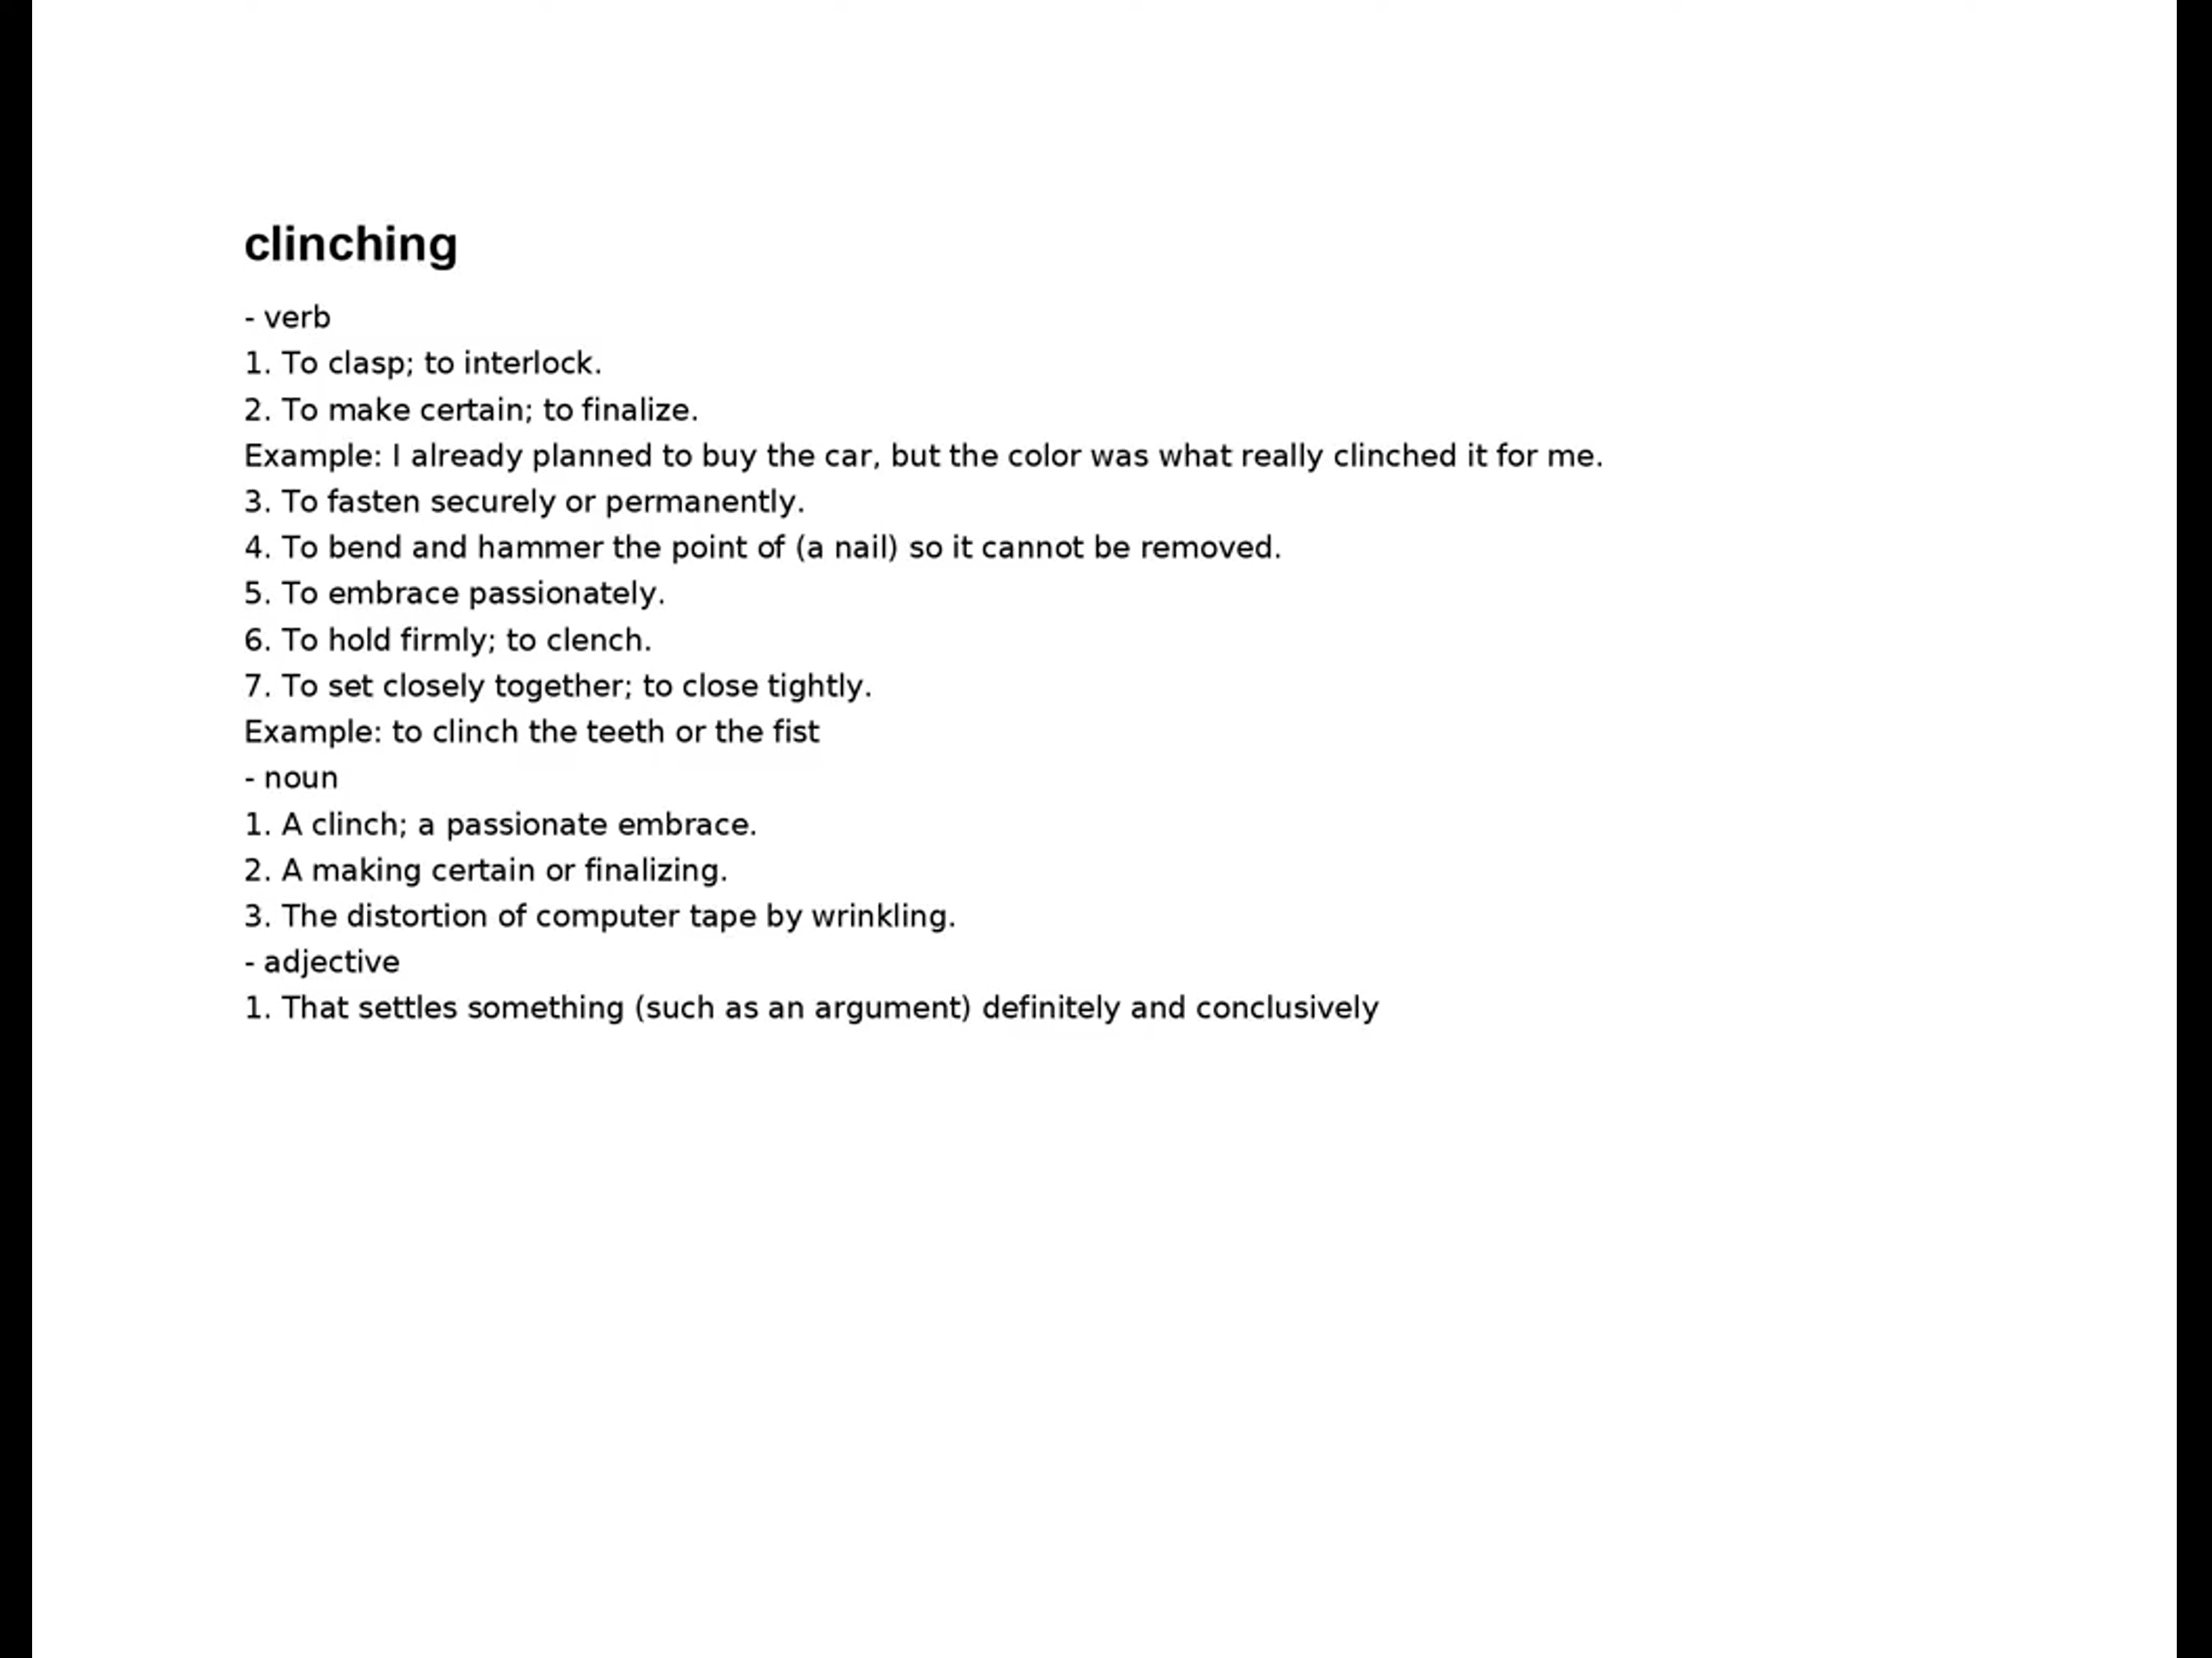 clinching
- verb
1. To clasp; to interlock.
2. To make certain; to finalize.
Example: I already planned to buy the car, but the color was what really clinched it for me.
3. To fasten securely or permanently.
4. To bend and hammer the point of (a nail) so it cannot be removed.
5. To embrace passionately.
6. To hold firmly; to clench.
7. To set closely together; to close tightly.
Example: to clinch the teeth or the fist
- noun
1. A clinch; a passionate embrace.
2. A making certain or finalizing.
3. The distortion of computer tape by wrinkling.
- adjective
1. That settles something (such as an argument) definitely and conclusively